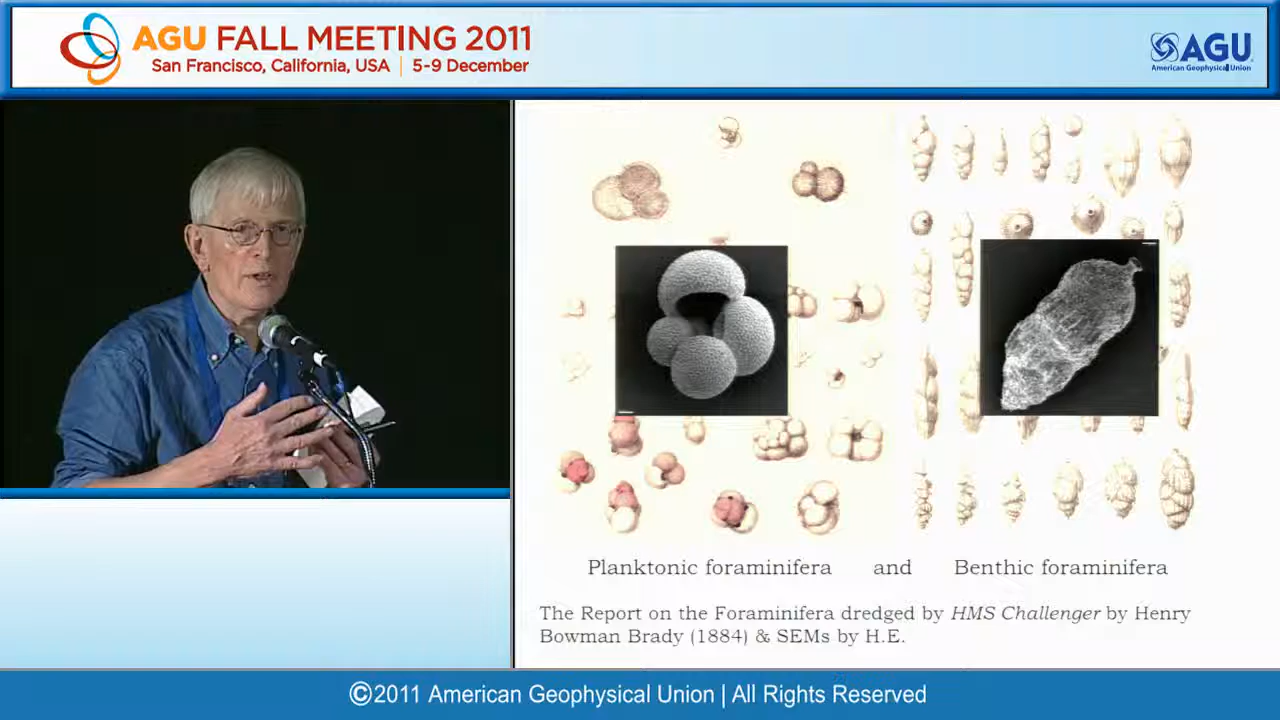 AGU FALL MEETING 2011
San Francisco, California, USA | 5-9 December
AGU
American Geophysical Union
Planktonic foraminifera and Benthic foraminifera
The Report on the Foraminifera dredged by HMS Challenger by Henry
Bowman Brady (1884) & SEMs by H.E.
©2011 American Geophysical Union | All Rights Reserved